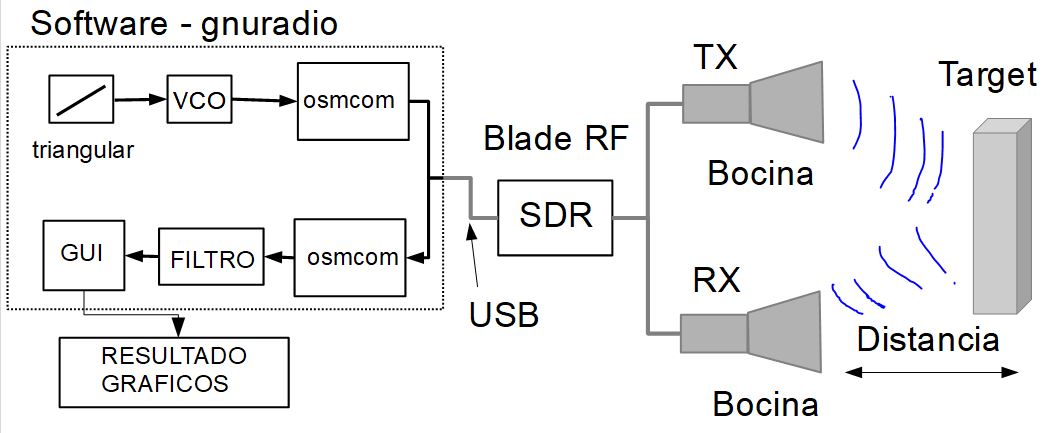 Software - gnuradio
TX
Target
VCO
osmcom
triangular
Blade RF
Bocina
SDR
GUI
FILTRO
osmcom
RX
USB
Distancia
RESULTADO
GRAFICOS
Bocina